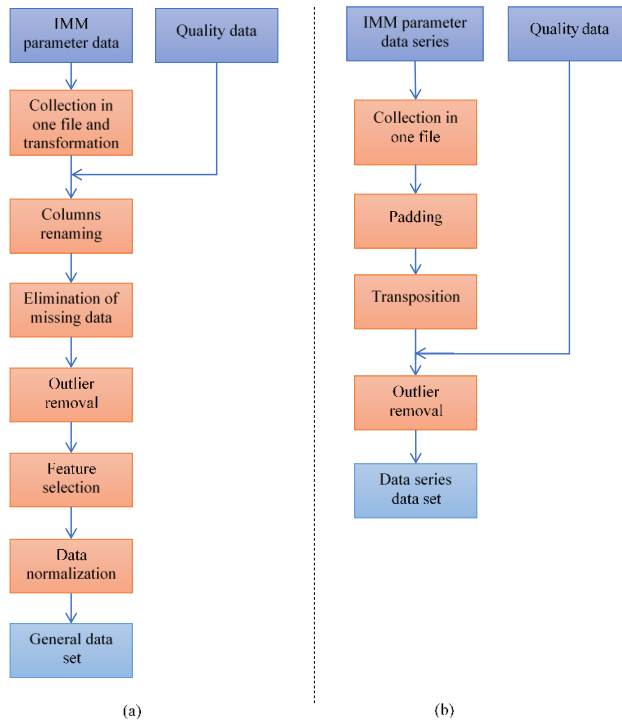 IMM
parameter data
Quality data
Collection in
one file and
transformation
Columns
renaming
Elimination of
missing data
Outlier
removal
Feature
selection
Data
normalization
General data
set
(a)
IMM parameter
data series
Quality data
Collection in
one file
Padding
Transposition
Outlier
removal
Data series
data set
(b)